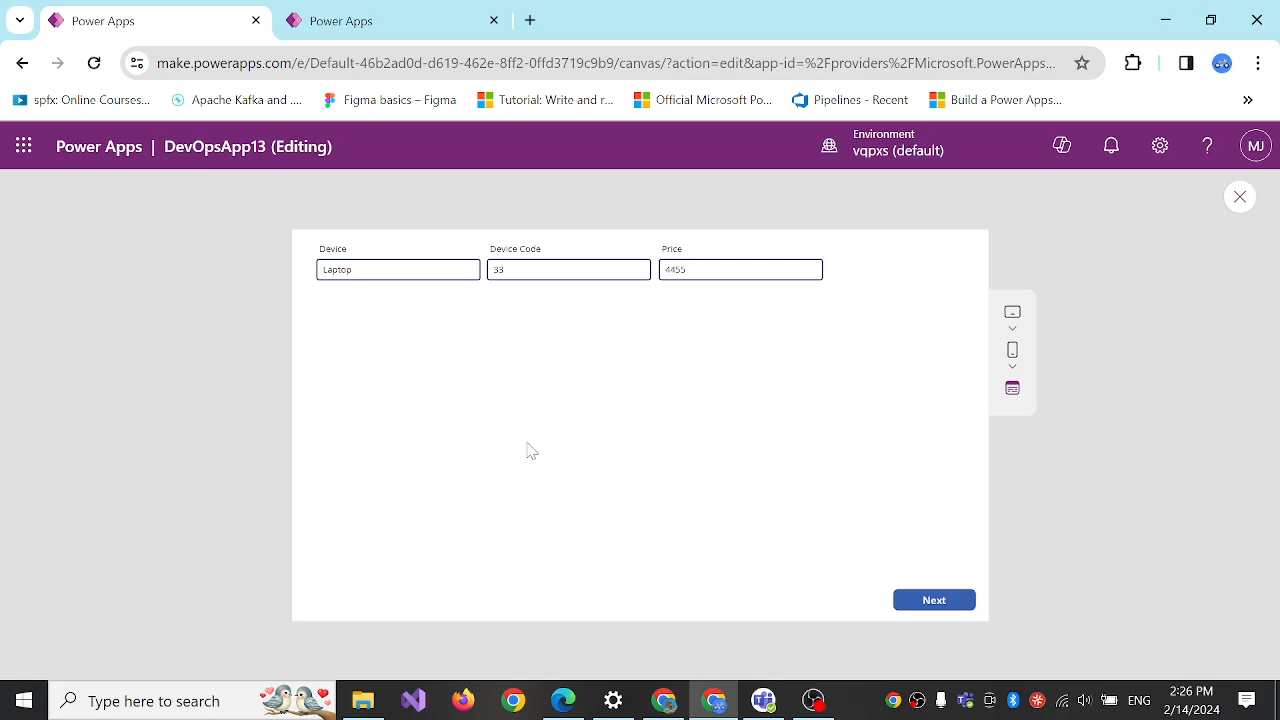 Power Apps
Power Apps
make.powerapps.com/e/Default-46b2ad0d-d619-462e-8ff2-0ffd3719c9b9/canvas/?action=edit&app-id=%2Fproviders%2FMicrosoft.PowerApps...
spfx: Online Courses...
Apache Kafka and ....
Figma basics – Figma
Tutorial: Write and r...
Official Microsoft Po...
Pipelines - Recent
Build a Power Apps...
Power Apps | DevOpsApp13 (Editing)
Environment
vqpxs (default)
MJ
Device
Device Code
Price
Laptop
33
4455
Next
Type here to search
ENG
2:26 PM
2/14/2024